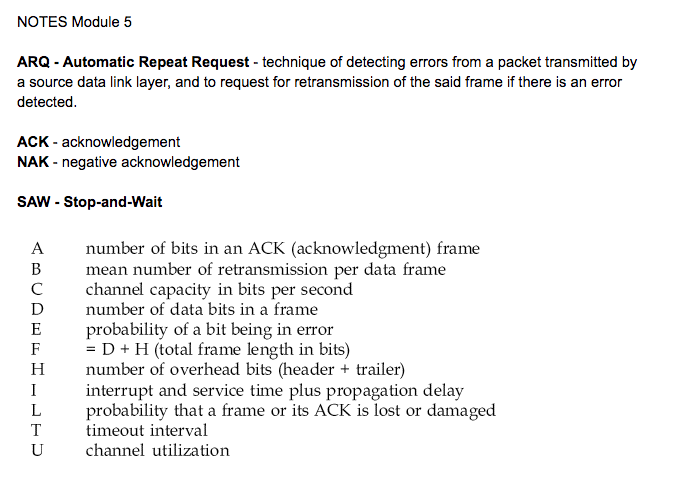 NOTES Module 5
ARQ - Automatic Repeat Request - technique of detecting errors from a packet transmitted by
a source data link layer, and to request for retransmission of the said frame if there is an error
detected.
ACK - acknowledgement
NAK - negative acknowledgement
SAW - Stop-and-Wait
A number of bits in an ACK (acknowledgment) frame
B mean number of retransmission per data frame
C channel capacity in bits per second
D number of data bits in a frame
E probability of a bit being in error
F = D + H (total frame length in bits)
H number of overhead bits (header + trailer)
I interrupt and service time plus propagation delay
L probability that a frame or its ACK is lost or damaged
T timeout interval
U channel utilization